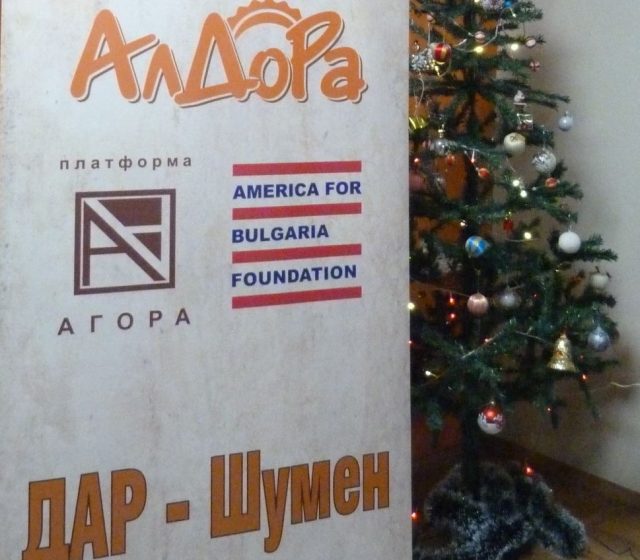 АлДоРа
платформа
АГОРА
AMERICA FOR
BULGARIA
FOUNDATION
ДАР - Шумен